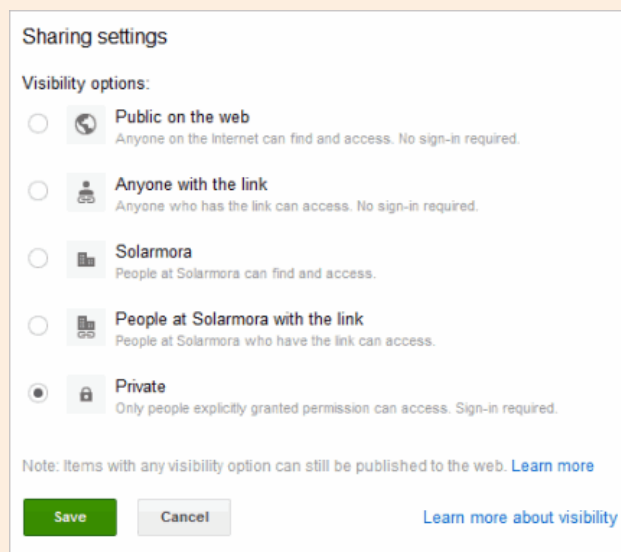 Sharing settings
Visibility options:
Public on the web
Anyone on the Internet can find and access. No sign-in required.
Anyone with the link
Anyone who has the link can access. No sign-in required.
Solarmora
People at Solarmora can find and access.
People at Solarmora with the link
People at Solarmora who have the link can access.
Private
Only people explicitly granted permission can access. Sign-in required.
Note: Items with any visibility option can still be published to the web. Learn more
Save Cancel Learn more about visibility